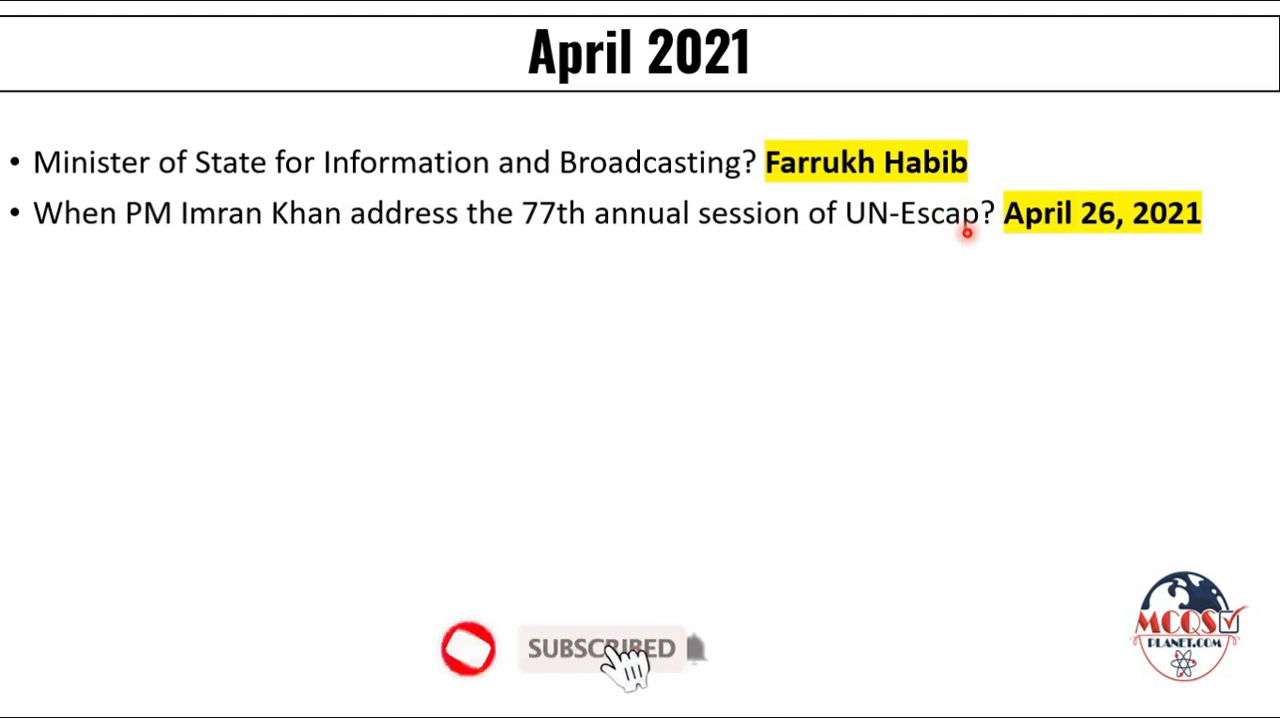 April 2021
• Minister of State for Information and Broadcasting? Farrukh Habib
• When PM Imran Khan address the 77th annual session of UN-Escap? April 26, 2021
SUBSCRIBED
MCQS
PLANET.COM